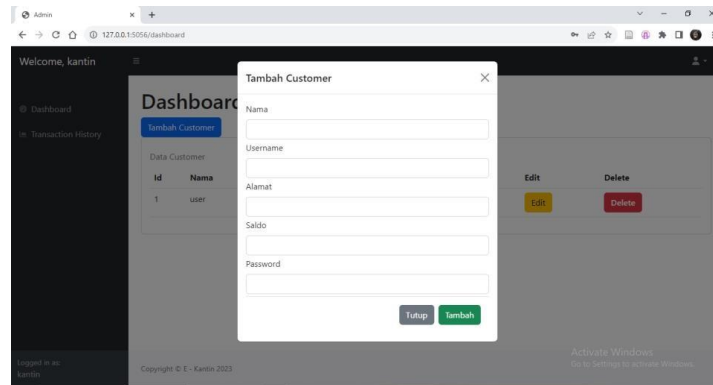 Admin
127.0.0.1:5056/dashboard
Welcome, kantin
Dashboard
Transaction History
Dashboard
Tambah Customer
Data Customer
Id Nama Edit Delete
1 user Edit Delete
Tambah Customer
Nama
Username
Alamat
Saldo
Password
Tutup Tambah
Activate Windows
Go to Settings to activate Windows.
Logged in as:
kantin
Copyright © E - Kantin 2023